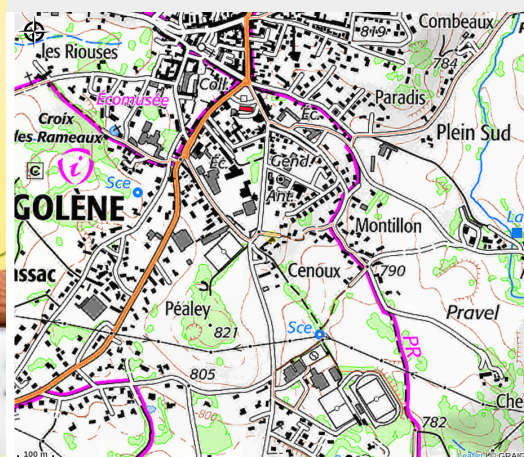 Combeaux
819
les Riouses
784
Coll.
Écomusée
Paradis
Croix
des Rameaux
Éc.
Plein Sud
i
C
Éc.
Gend.
Sce
Ant.
GOLÈNE
La
Montillon
assac
Cenoux
790
Péaley
Pravel
821
Sce
PR
805
Che
800
782
100 m